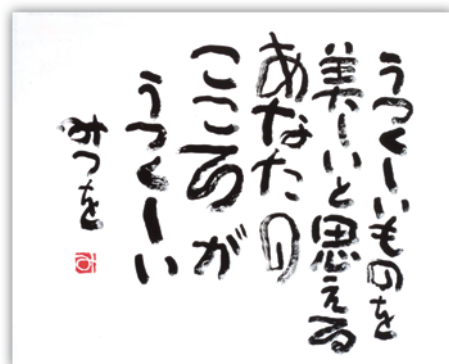 うつくしいものを
美しいと思える
あなたの
こころが
うつくしい
みつを
み